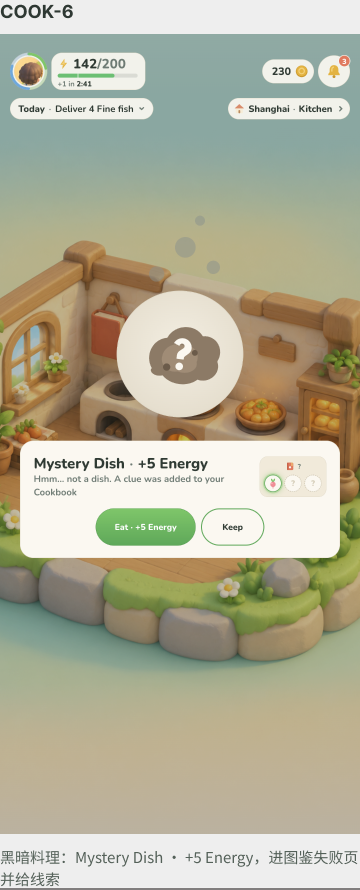 COOK-6
142/200
+1 in 2:41
230
3
Today · Deliver 4 Fine fish
Shanghai · Kitchen
?
Mystery Dish · +5 Energy
Hmm... not a dish. A clue was added to your
Cookbook
?
? ?
Eat · +5 Energy
Keep
黑暗料理：Mystery Dish · +5 Energy，进图鉴失败页
并给线索